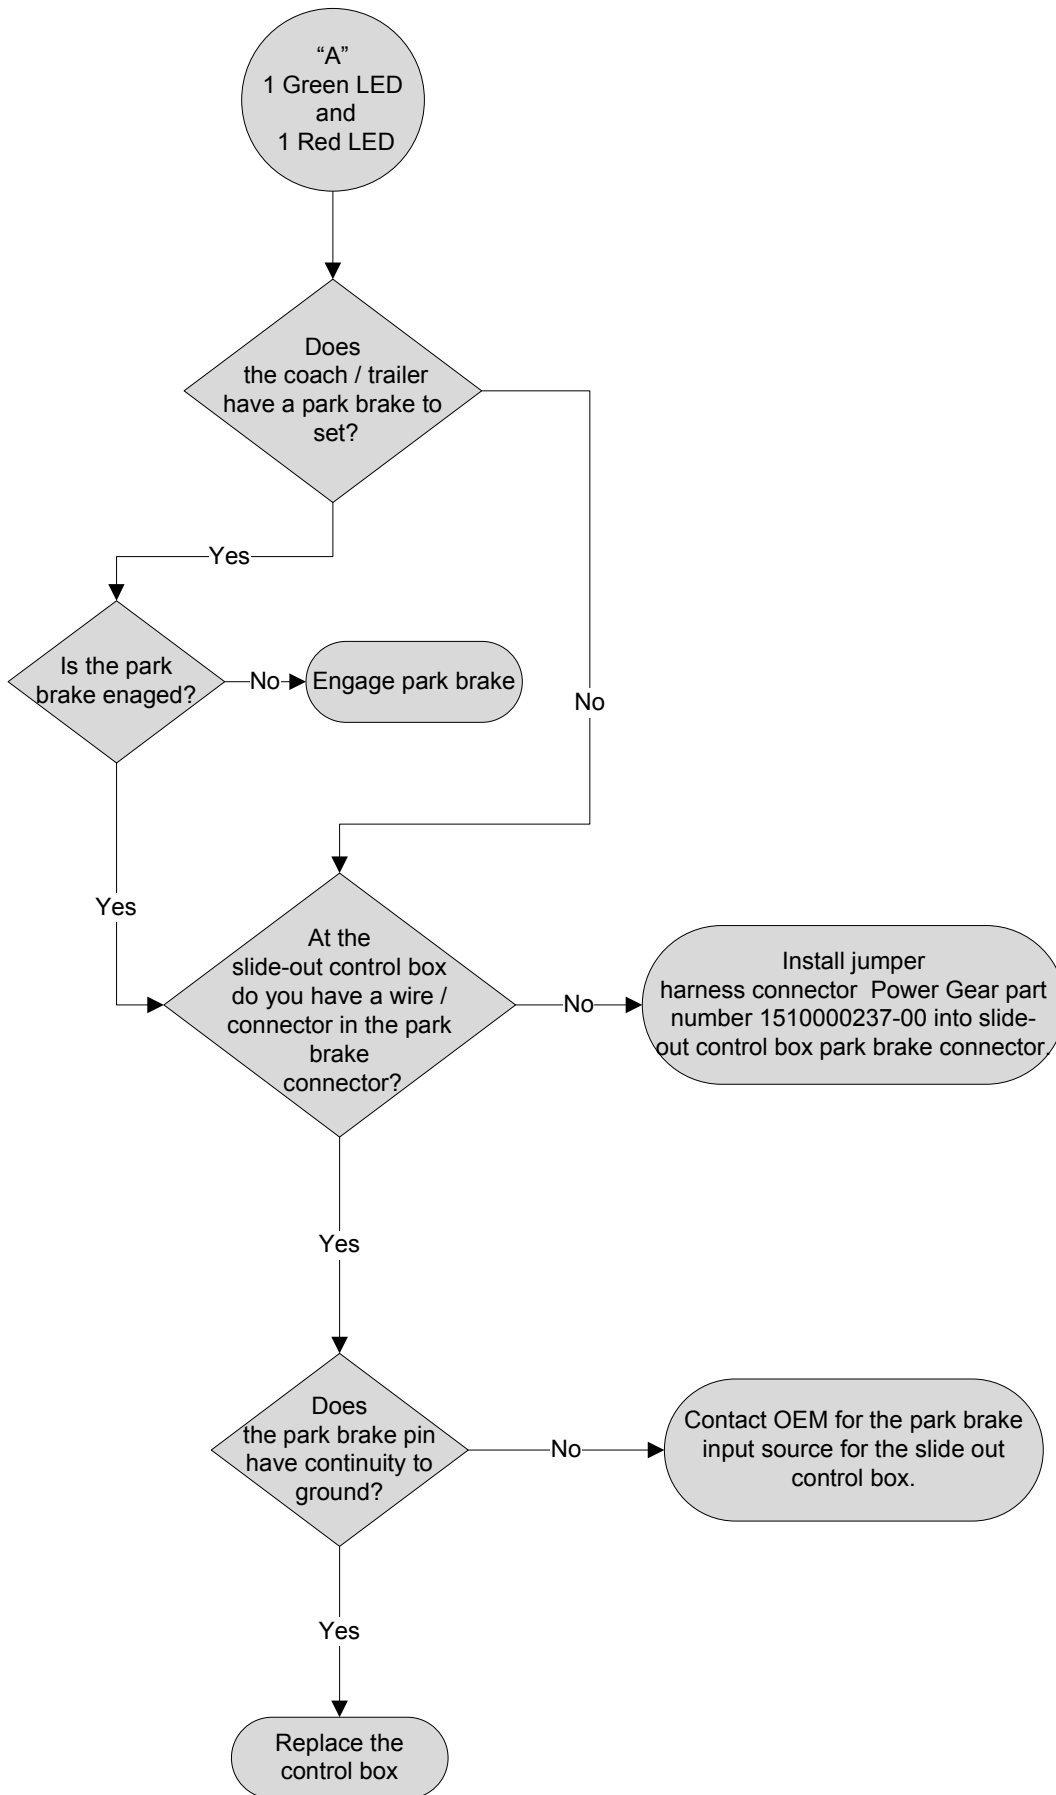 “A”
1 Green LED
and
1 Red LED
Does
the coach / trailer
have a park brake to
set?
Yes
No
Is the park
brake enaged?
No
Engage park brake
Yes
At the
slide-out control box
do you have a wire /
connector in the park
brake
connector?
No
Install jumper
harness connector  Power Gear part
number 1510000237-00 into slide-
out control box park brake connector.
Yes
Does
the park brake pin
have continuity to
ground?
No
Contact OEM for the park brake
input source for the slide out
control box.
Yes
Replace the
control box